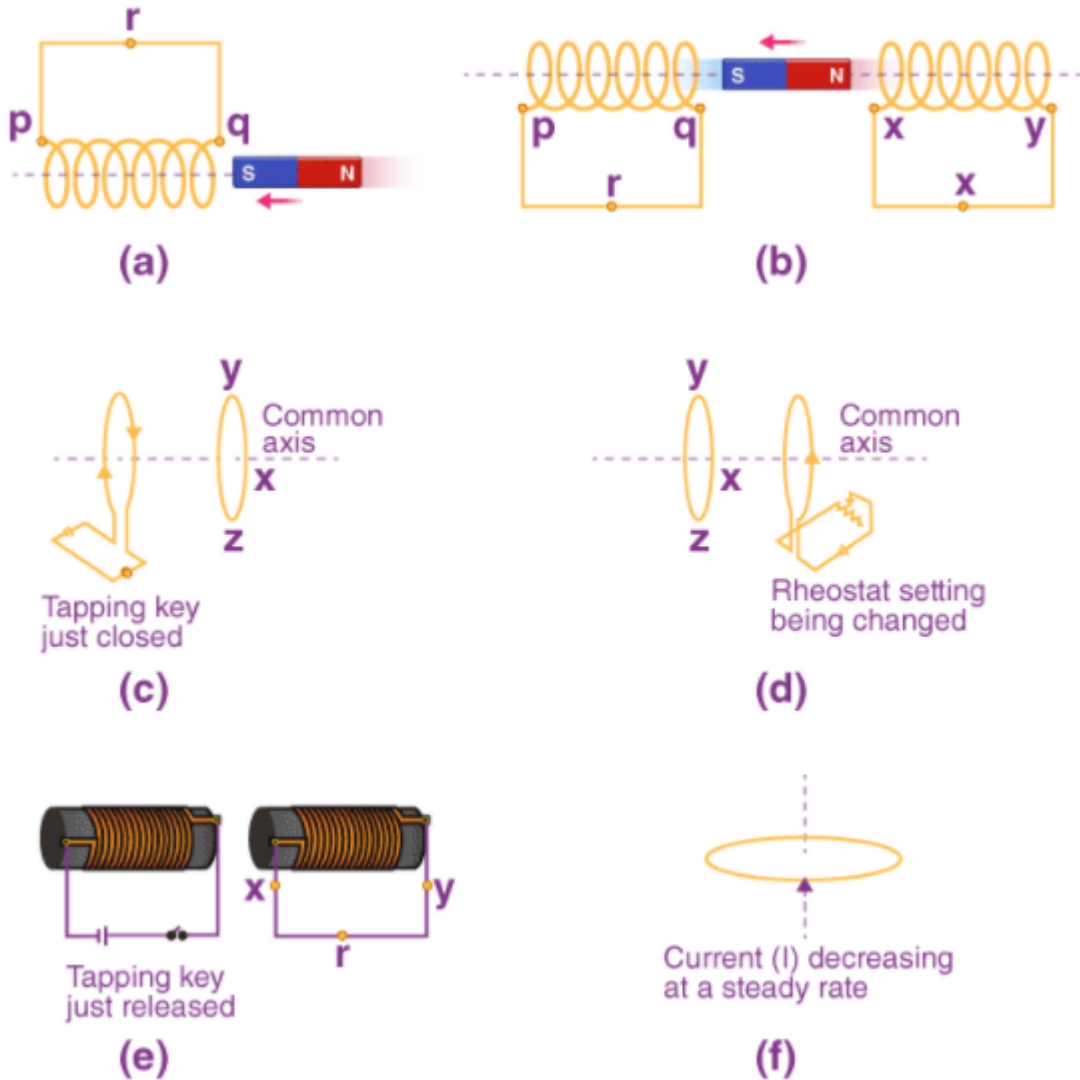 r
p
q
S N
(a)
S N
p q
x y
r
x
(b)
y
Common
axis
x
z
Tapping key
just closed
(c)
y
Common
axis
x
z
Rheostat setting
being changed
(d)
x
y
r
Tapping key
just released
(e)
Current (I) decreasing
at a steady rate
(f)